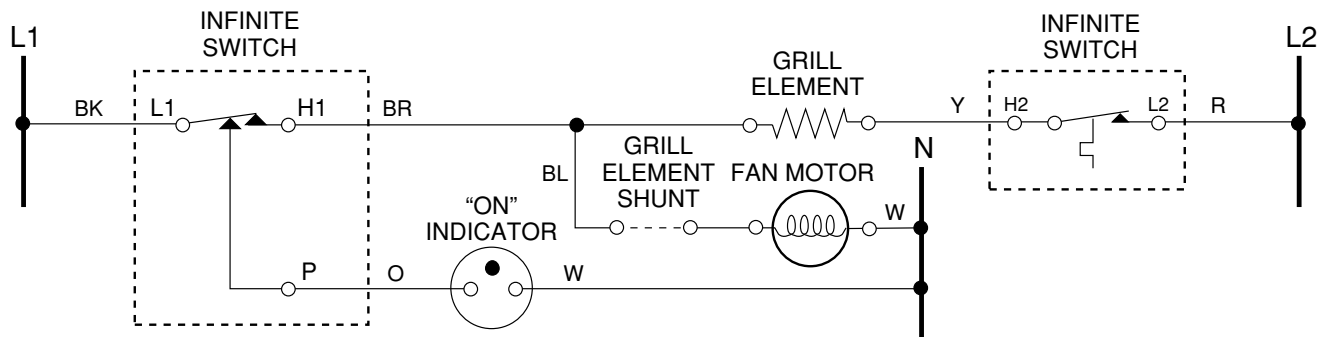 INFINITE
SWITCH
INFINITE
SWITCH
L1
L2
GRILL
ELEMENT
BK
L1
H1
BR
Y
H2
L2
R
GRILL
ELEMENT
SHUNT
N
BL
FAN MOTOR
W
“ON”
INDICATOR
P
O
W